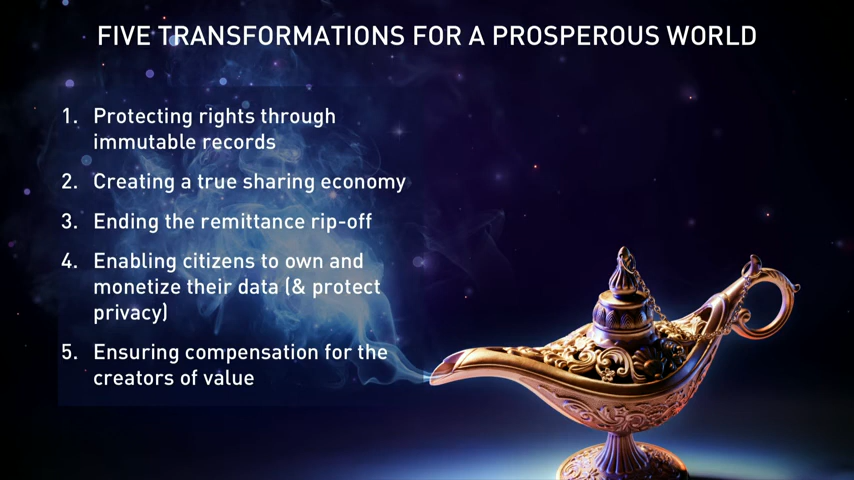 FIVE TRANSFORMATIONS FOR A PROSPEROUS WORLD
1. Protecting rights through
immutable records
2. Creating a true sharing economy
3. Ending the remittance rip-off
4. Enabling citizens to own and
monetize their data (& protect
privacy)
5. Ensuring compensation for the
creators of value